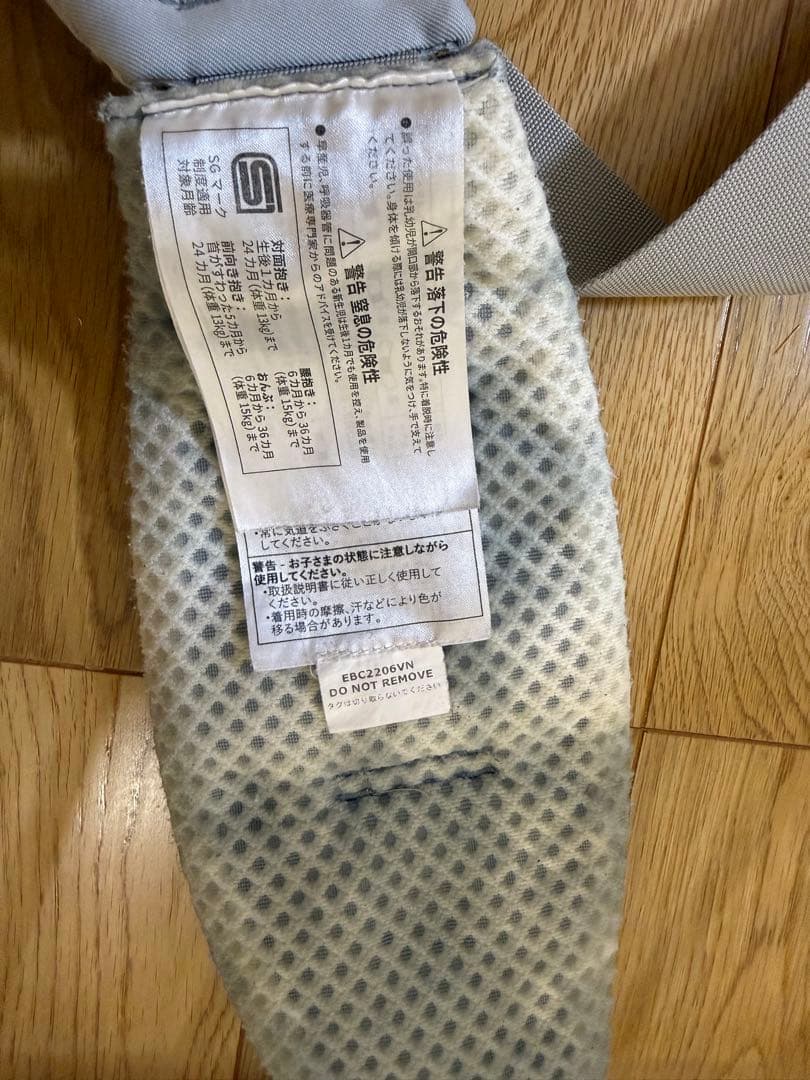 ❻ 誤った使用は乳幼児が開口部から落下するおそれがあります。特に着脱時に注意し
てください。身体を傾ける際には乳幼児が落下しないように気をつけ、手で支えて
ください。
警告 落下の危険性
警告 窒息の危険性
● 早産児、呼吸器管に問題のある新生児は生後1カ月でも使用を控え、製品を使用
する前に医療専門家からのアドバイスを受けてください。
SG
SG マーク
制度適用
対象月齢
対面抱き：
生後1カ月から
24カ月（体重13kg）まで
前向き抱き：
首がすわった5カ月から
24カ月（体重13kg）まで
腰抱き：
6カ月から36カ月
（体重15kg）まで
おんぶ：
6カ月から36カ月
（体重15kg）まで
してください。
警告 - お子さまの状態に注意しながら
使用してください。
・取扱説明書に従い正しく使用して
ください。
・着用時の摩擦、汗などにより色が
移る場合があります。
EBC2206VN
DO NOT REMOVE
タグは切り取らないでください